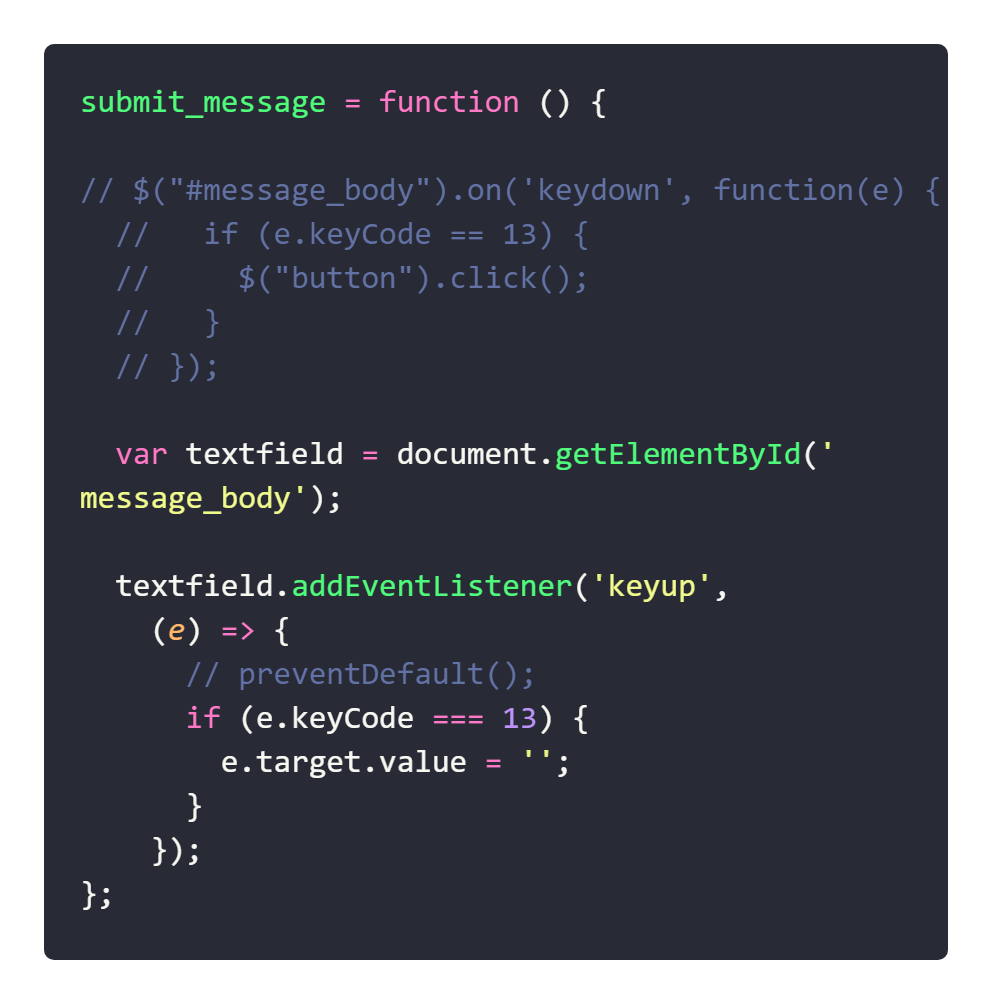 submit_message = function () {

// $("#message_body").on('keydown', function(e) {
  //   if (e.keyCode == 13) {
  //     $("button").click();
  //   }
  // });

  var textfield = document.getElementById('
message_body');

  textfield.addEventListener('keyup',
    (e) => {
      // preventDefault();
      if (e.keyCode === 13) {
        e.target.value = '';
      }
    });
};